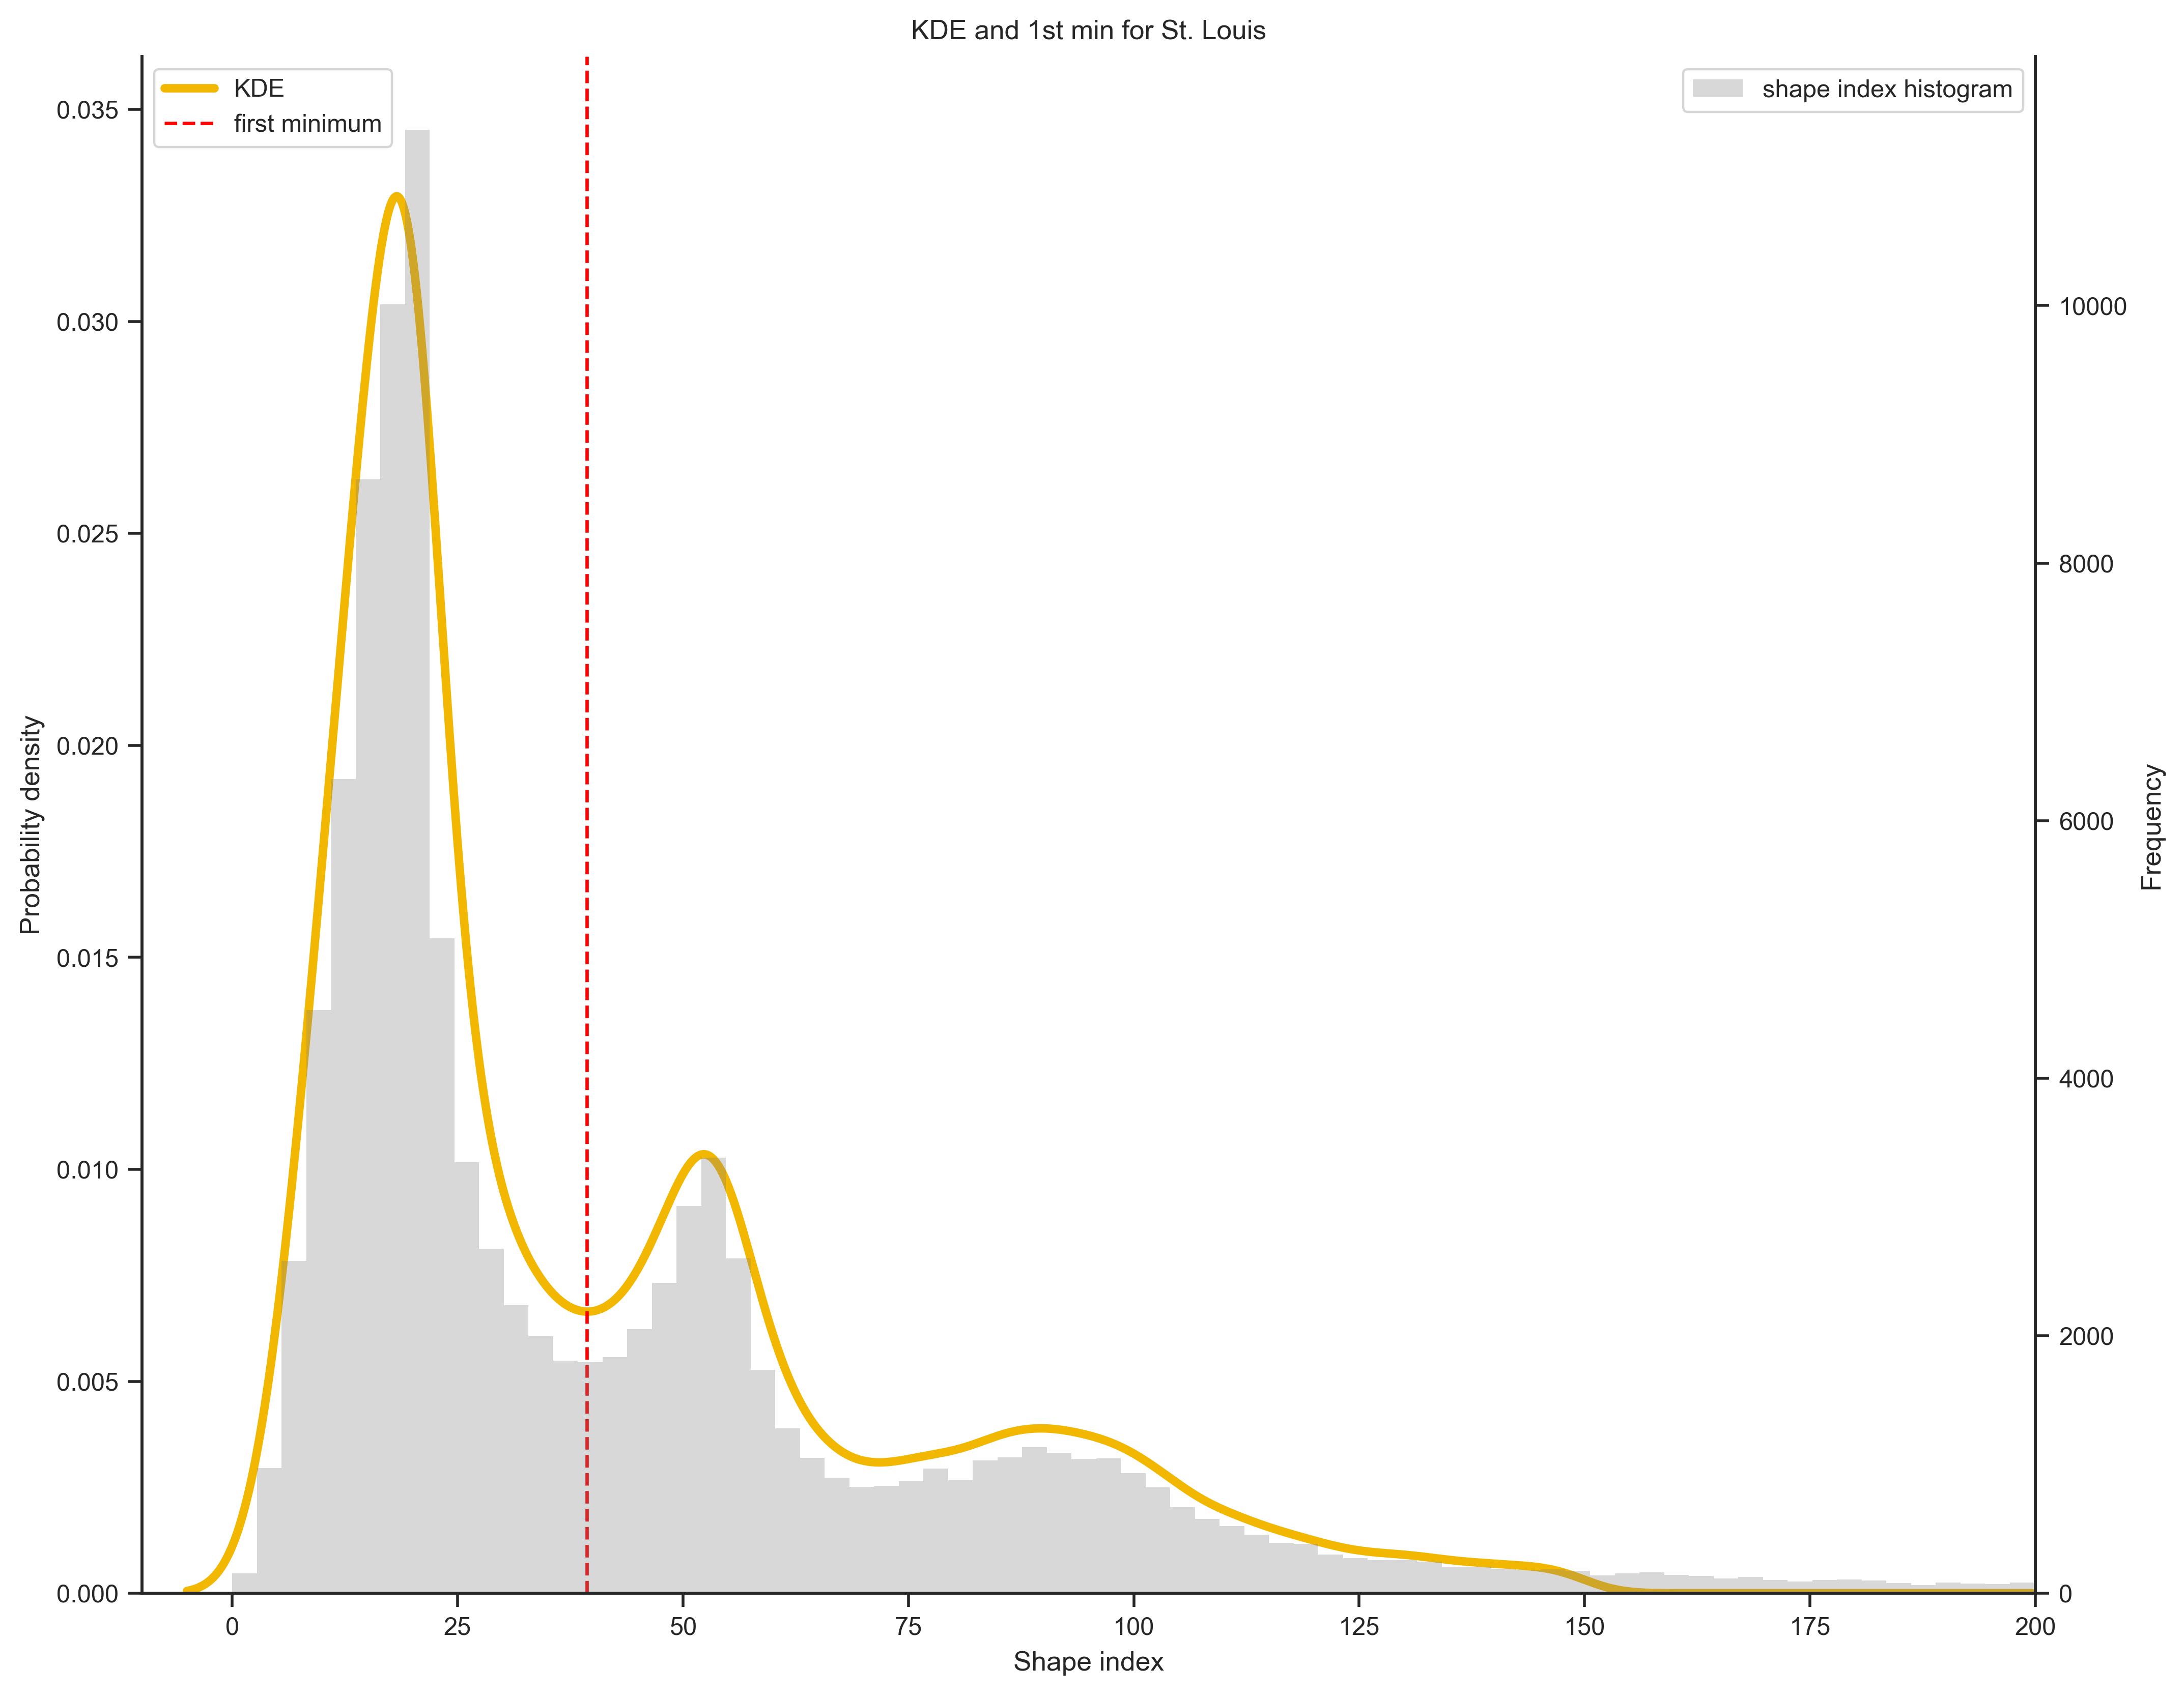 KDE and 1st min for St. Louis
KDE
first minimum
shape index histogram
0.035
0.030
0.025
0.020
0.015
0.010
0.005
0.000
Probability density
10000
8000
6000
4000
2000
0
Frequency
0 25 50 75 100 125 150 175 200
Shape index